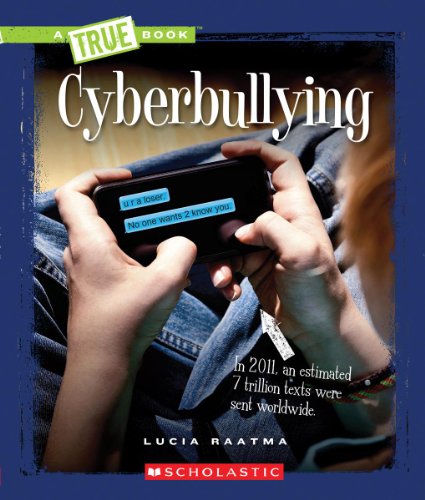 A TRUE BOOK™
Cyberbullying
u r a loser.
No one wants 2 know you.
In 2011, an estimated
7 trillion texts were
sent worldwide.
LUCIA RAATMA
SCHOLASTIC